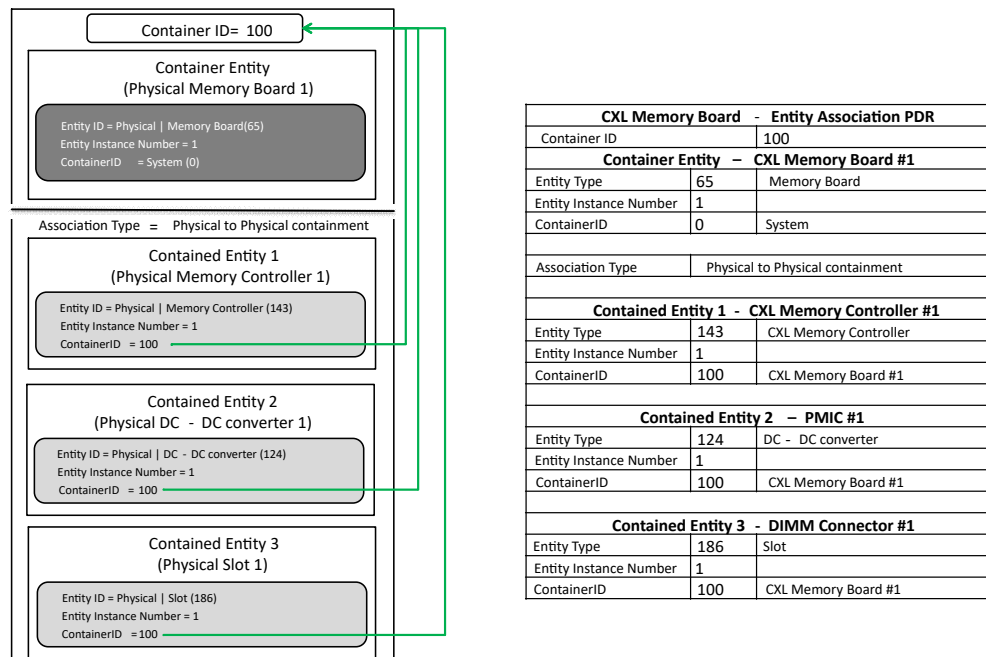 Container ID= 100
Container Entity
(Physical Memory Board 1)
Entity ID = Physical | Memory Board(65)
Entity Instance Number = 1
ContainerID = System (0)
Association Type = Physical to Physical containment
Contained Entity 1
(Physical Memory Controller 1)
Entity ID = Physical | Memory Controller (143)
Entity Instance Number = 1
ContainerID = 100
Contained Entity 2
(Physical DC - DC converter 1)
Entity ID = Physical | DC - DC converter (124)
Entity Instance Number = 1
ContainerID = 100
Contained Entity 3
(Physical Slot 1)
Entity ID = Physical | Slot (186)
Entity Instance Number = 1
ContainerID = 100
CXL Memory Board - Entity Association PDR
Container ID 100
Container Entity – CXL Memory Board #1
Entity Type 65 Memory Board
Entity Instance Number 1
ContainerID 0 System
Association Type Physical to Physical containment
Contained Entity 1 - CXL Memory Controller #1
Entity Type 143 CXL Memory Controller
Entity Instance Number 1
ContainerID 100 CXL Memory Board #1
Contained Entity 2 – PMIC #1
Entity Type 124 DC - DC converter
Entity Instance Number 1
ContainerID 100 CXL Memory Board #1
Contained Entity 3 - DIMM Connector #1
Entity Type 186 Slot
Entity Instance Number 1
ContainerID 100 CXL Memory Board #1